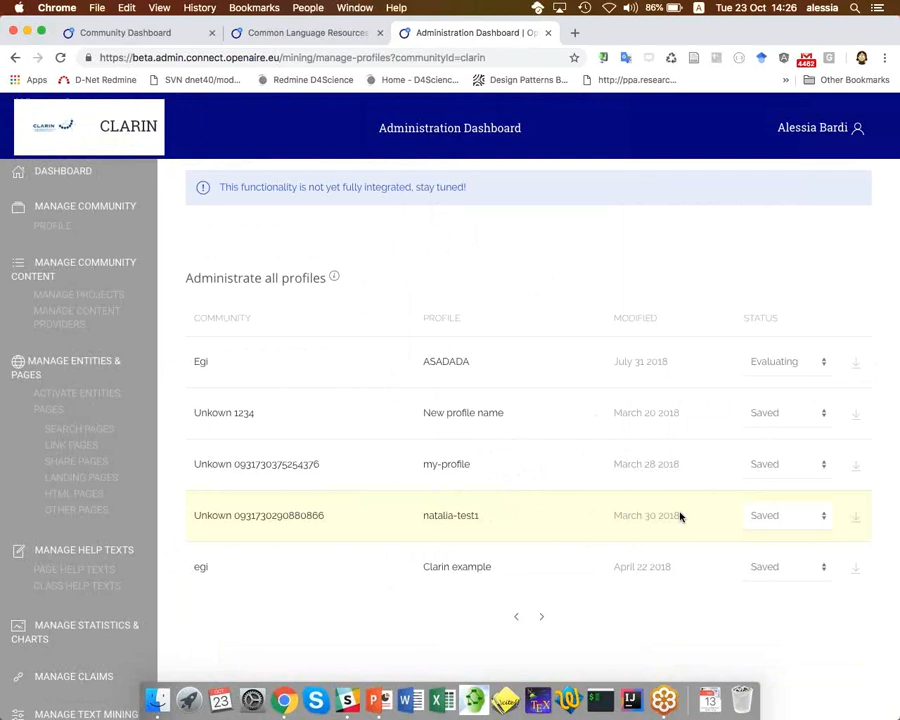 Chrome File Edit View History Bookmarks People Window Help 86% Tue 23 Oct 14:26 alessia
Community Dashboard Common Language Resources Administration Dashboard | Op
https://beta.admin.connect.openaire.eu/mining/manage-profiles?communityId=clarin 4462
Apps D-Net Redmine SVN dnet40/mod... Redmine D4Science Home - D4Scienc... Design Patterns B... http://ppa.researc... » Other Bookmarks
CLARIN CLARIN Administration Dashboard Alessia Bardi
DASHBOARD
This functionality is not yet fully integrated, stay tuned!
MANAGE COMMUNITY
PROFILE
MANAGE COMMUNITY
CONTENT
MANAGE PROJECTS
MANAGE CONTENT
PROVIDERS
MANAGE ENTITIES &
PAGES
ACTIVATE ENTITIES
PAGES
SEARCH PAGES
LINK PAGES
SHARE PAGES
LANDING PAGES
HTML PAGES
OTHER PAGES
MANAGE HELP TEXTS
PAGE HELP TEXTS
CLASS HELP TEXTS
MANAGE STATISTICS &
CHARTS
MANAGE CLAIMS
MANAGE TEXT MINING
Administrate all profiles
COMMUNITY PROFILE MODIFIED STATUS
Egi ASADADA July 31 2018 Evaluating
Unkown 1234 New profile name March 20 2018 Saved
Unkown 0931730375254376 my-profile March 28 2018 Saved
Unkown 0931730290880866 natalia-test1 March 30 2018 Saved
egi Clarin example April 22 2018 Saved
OCT
23
TEX
13